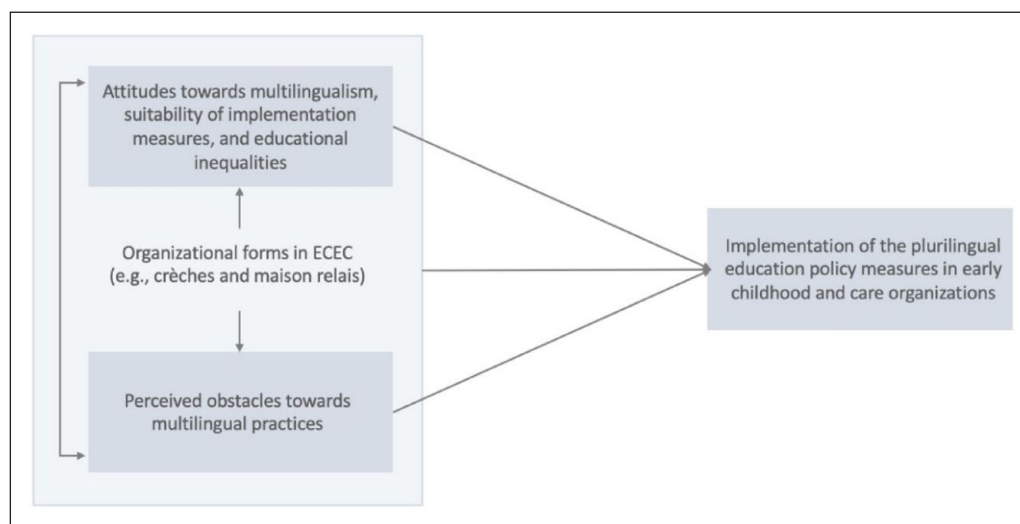 Attitudes towards multilingualism,
suitability of implementation
measures, and educational
inequalities
Organizational forms in ECEC
(e.g., crèches and maison relais)
Perceived obstacles towards
multilingual practices
Implementation of the plurilingual
education policy measures in early
childhood and care organizations